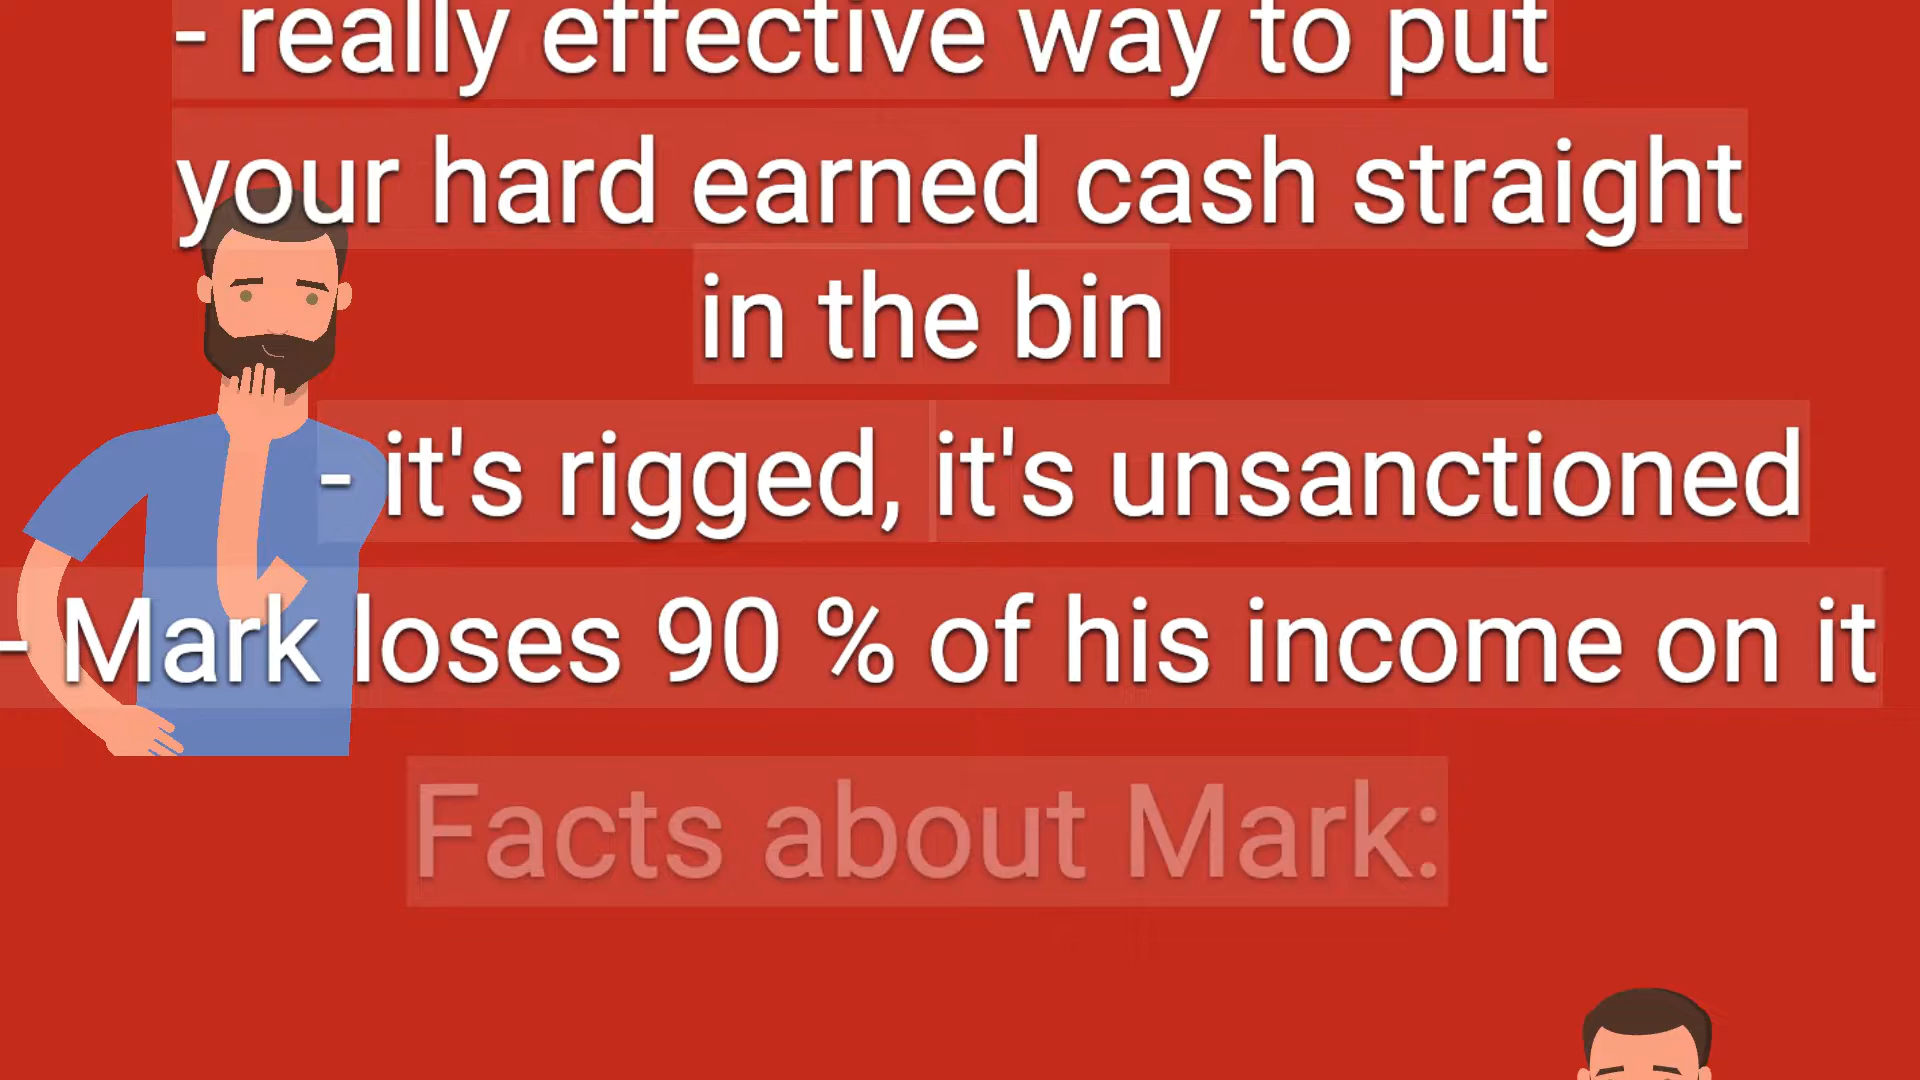 - really effective way to put
your hard earned cash straight
in the bin
- it's rigged, it's unsanctioned
- Mark loses 90 % of his income on it
Facts about Mark: